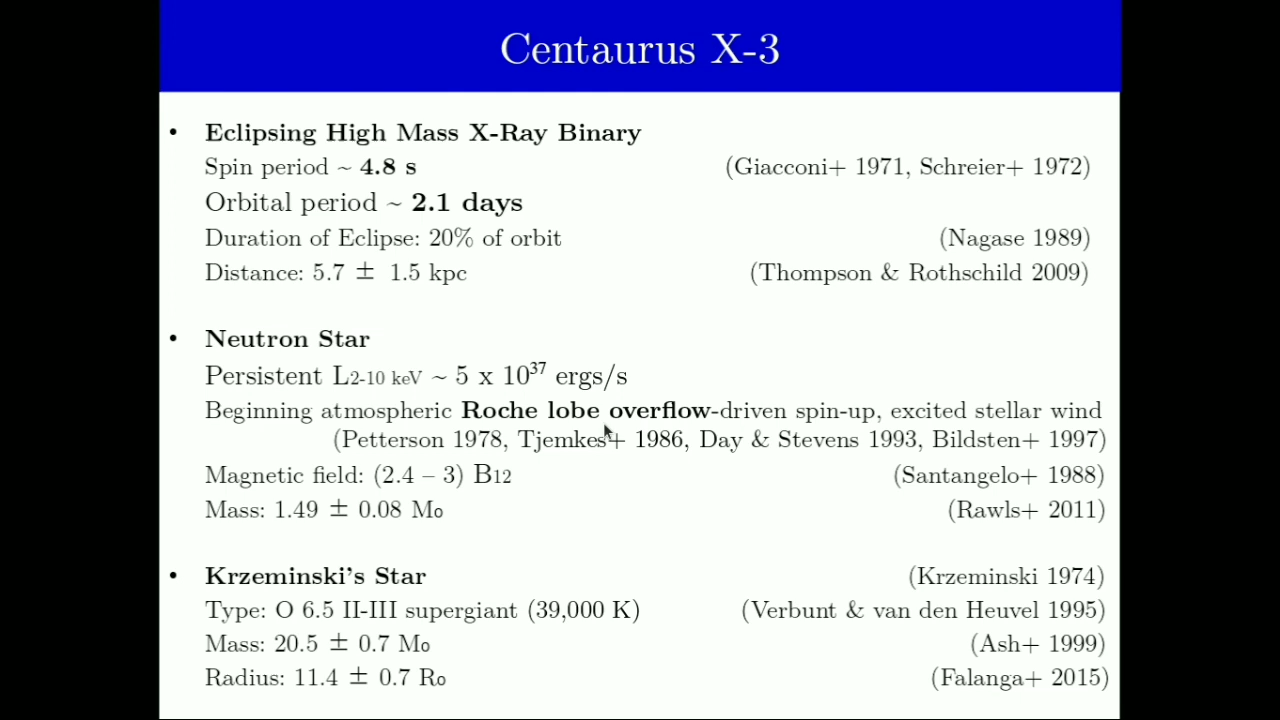 Centaurus X-3
• Eclipsing High Mass X-Ray Binary
Spin period ~ 4.8 s (Giacconi+ 1971, Schreier+ 1972)
Orbital period ~ 2.1 days
Duration of Eclipse: 20% of orbit (Nagase 1989)
Distance: 5.7 ± 1.5 kpc (Thompson & Rothschild 2009)
• Neutron Star
Persistent L2-10 keV ~ 5 x 10³⁷ ergs/s
Beginning atmospheric Roche lobe overflow-driven spin-up, excited stellar wind
(Petterson 1978, Tjemkes+ 1986, Day & Stevens 1993, Bildsten+ 1997)
Magnetic field: (2.4 – 3) B12 (Santangelo+ 1988)
Mass: 1.49 ± 0.08 Mo (Rawls+ 2011)
• Krzeminski's Star (Krzeminski 1974)
Type: O 6.5 II-III supergiant (39,000 K) (Verbunt & van den Heuvel 1995)
Mass: 20.5 ± 0.7 Mo (Ash+ 1999)
Radius: 11.4 ± 0.7 Ro (Falanga+ 2015)